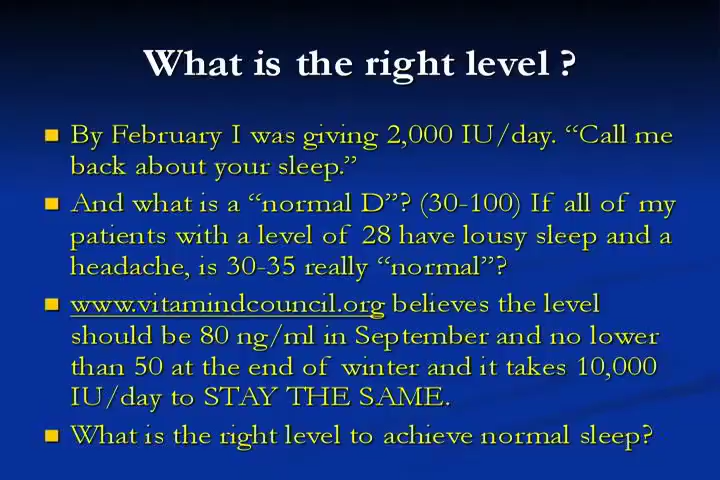 What is the right level ?
By February I was giving 2,000 IU/day. “Call me
back about your sleep.”
And what is a “normal D”? (30-100) If all of my
patients with a level of 28 have lousy sleep and a
headache, is 30-35 really “normal”?
www.vitamindcouncil.org believes the level
should be 80 ng/ml in September and no lower
than 50 at the end of winter and it takes 10,000
IU/day to STAY THE SAME.
What is the right level to achieve normal sleep?